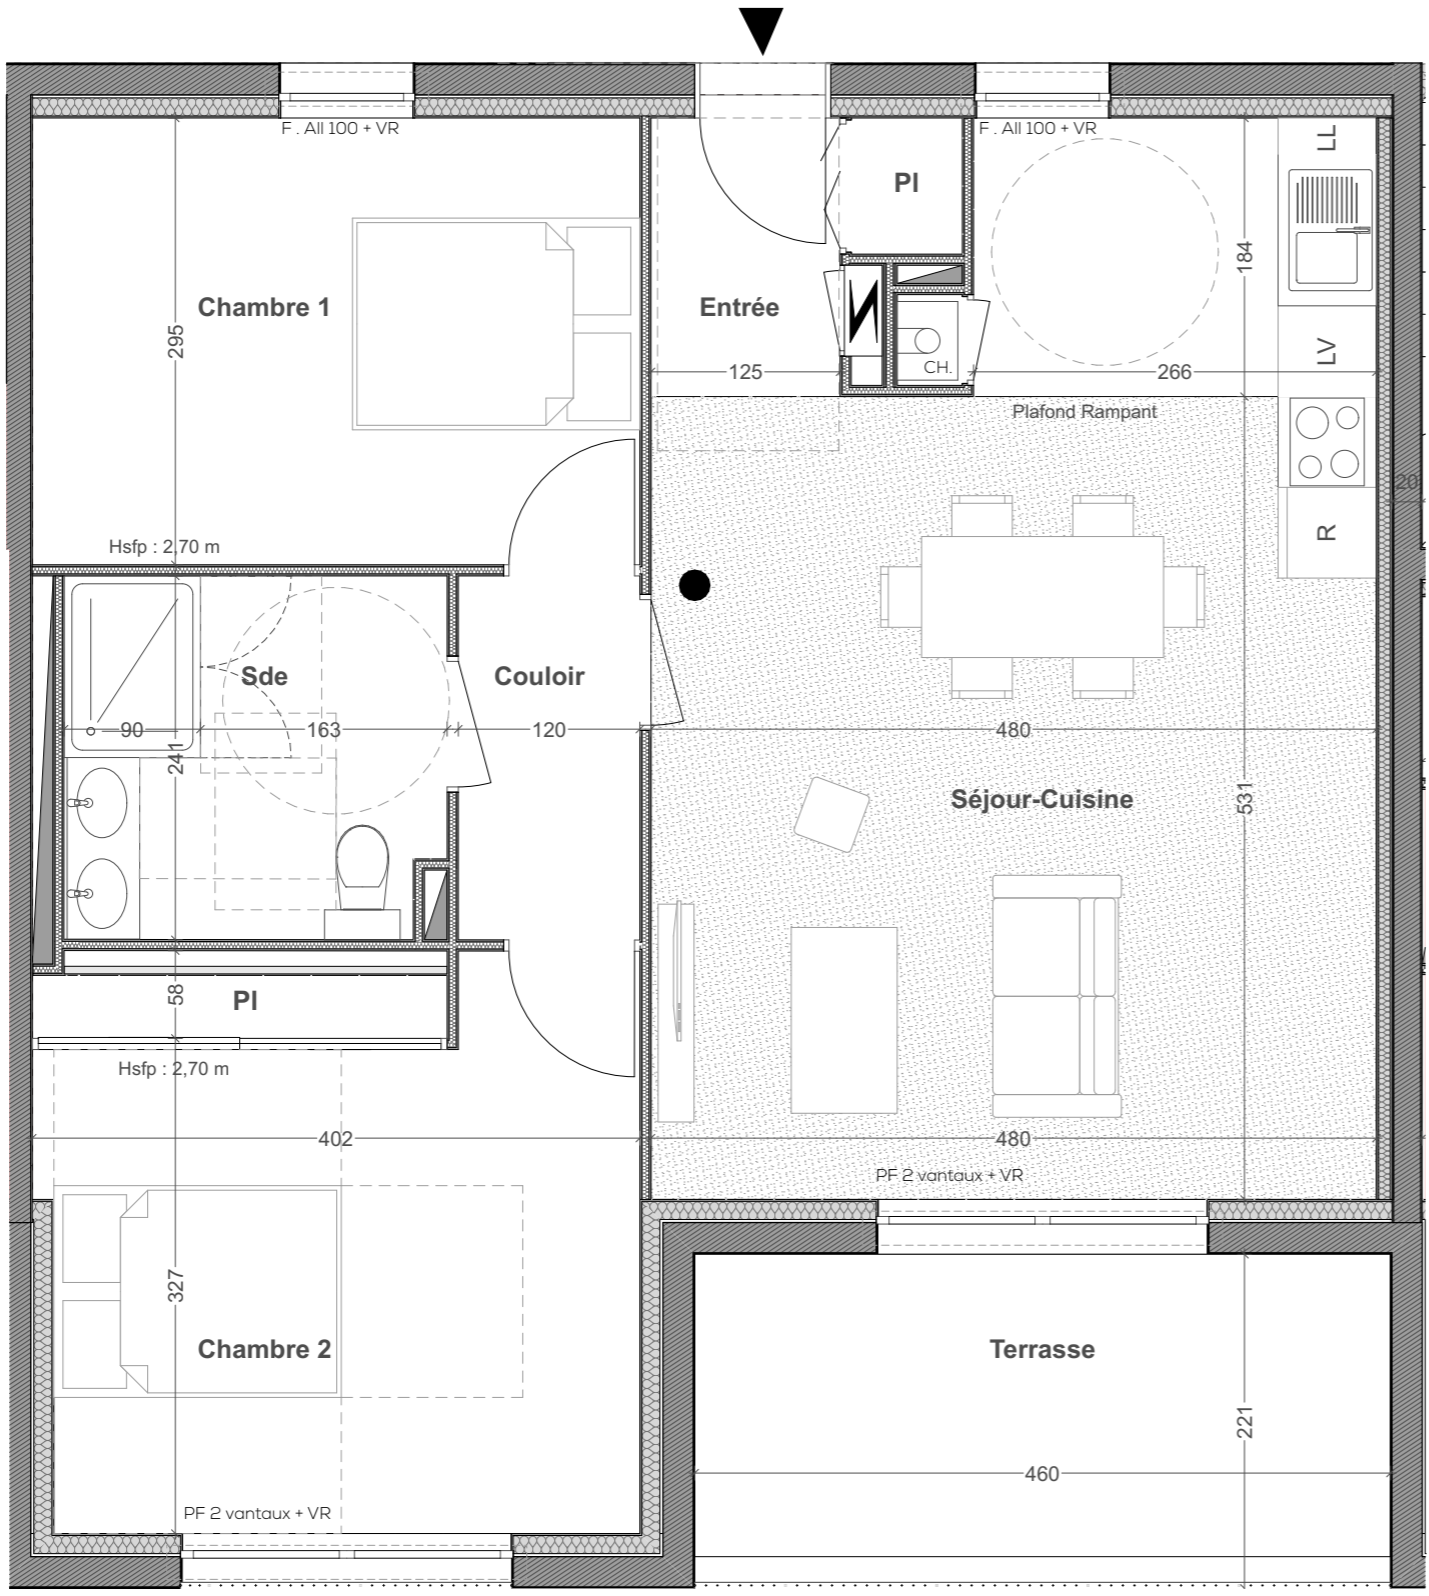 F . All 100 + VR
F . All 100 + VR
LL
Pl
184
Chambre 1
Entrée
295
LV
CH.
125
266
Plafond Rampant
20
R
Hsfp : 2,70 m
Sde
Couloir
90
163
120
480
241
Séjour-Cuisine
531
58
Pl
Hsfp : 2,70 m
402
480
PF 2 vantaux + VR
327
Chambre 2
Terrasse
221
460
PF 2 vantaux + VR